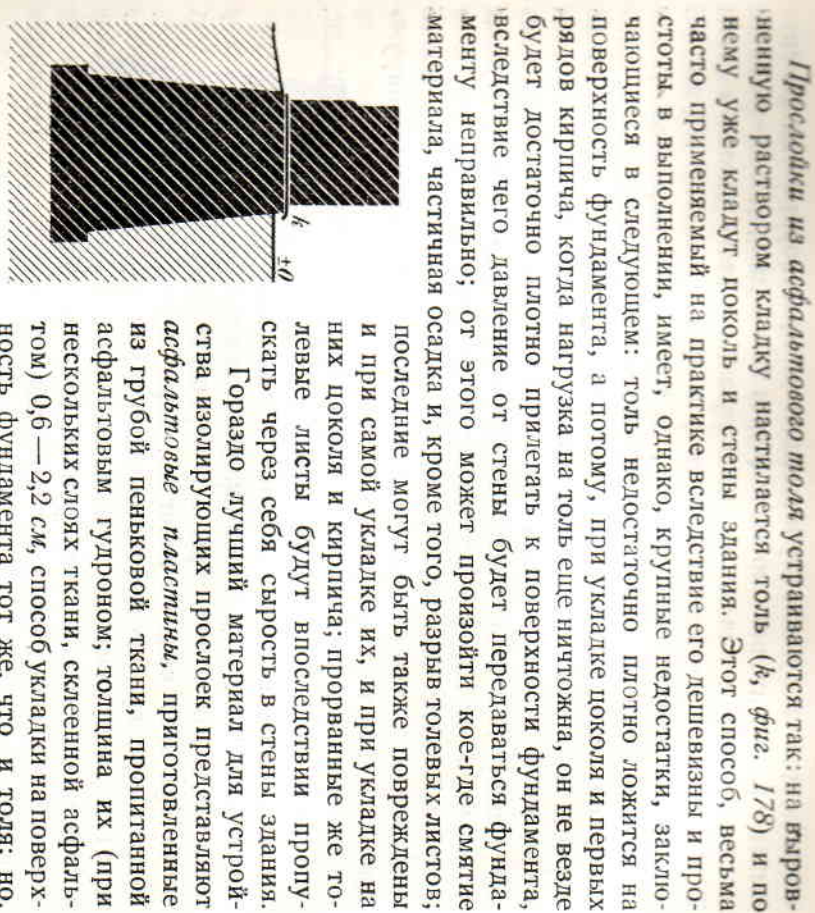 Прослойки из асфальтового толя устраиваются так: на выров-
ненную раствором кладку настилается толь (k, фиг. 178) и по
нему уже кладут цоколь и стены здания. Этот способ, весьма
часто применяемый на практике вследствие его дешевизны и про-
стоты в выполнении, имеет, однако, крупные недостатки, заклю-
чающиеся в следующем: толь недостаточно плотно ложится на
поверхность фундамента, а потому, при укладке цоколя и первых
рядов кирпича, когда нагрузка на толь еще ничтожна, он не везде
будет достаточно плотно прилегать к поверхности фундамента,
вследствие чего давление от стены будет передаваться фунда-
менту неправильно; от этого может произойти кое-где смятие
материала, частичная осадка и, кроме того, разрыв толевых листов;
последние могут быть также повреждены
и при самой укладке их, и при укладке на
них цоколя и кирпича; прорванные же то-
левые листы будут впоследствии пропу-
скать через себя сырость в стены здания.
Гораздо лучший материал для устрой-
ства изолирующих прослоек представляют
асфальтовые пластины, приготовленные
из грубой пеньковой ткани, пропитанной
асфальтовым гудроном; толщина их (при
нескольких слоях ткани, склеенной асфаль-
том) 0,6—2,2 см, способ укладки на поверх-
ность фундамента тот же, что и толя; но,
k
±0